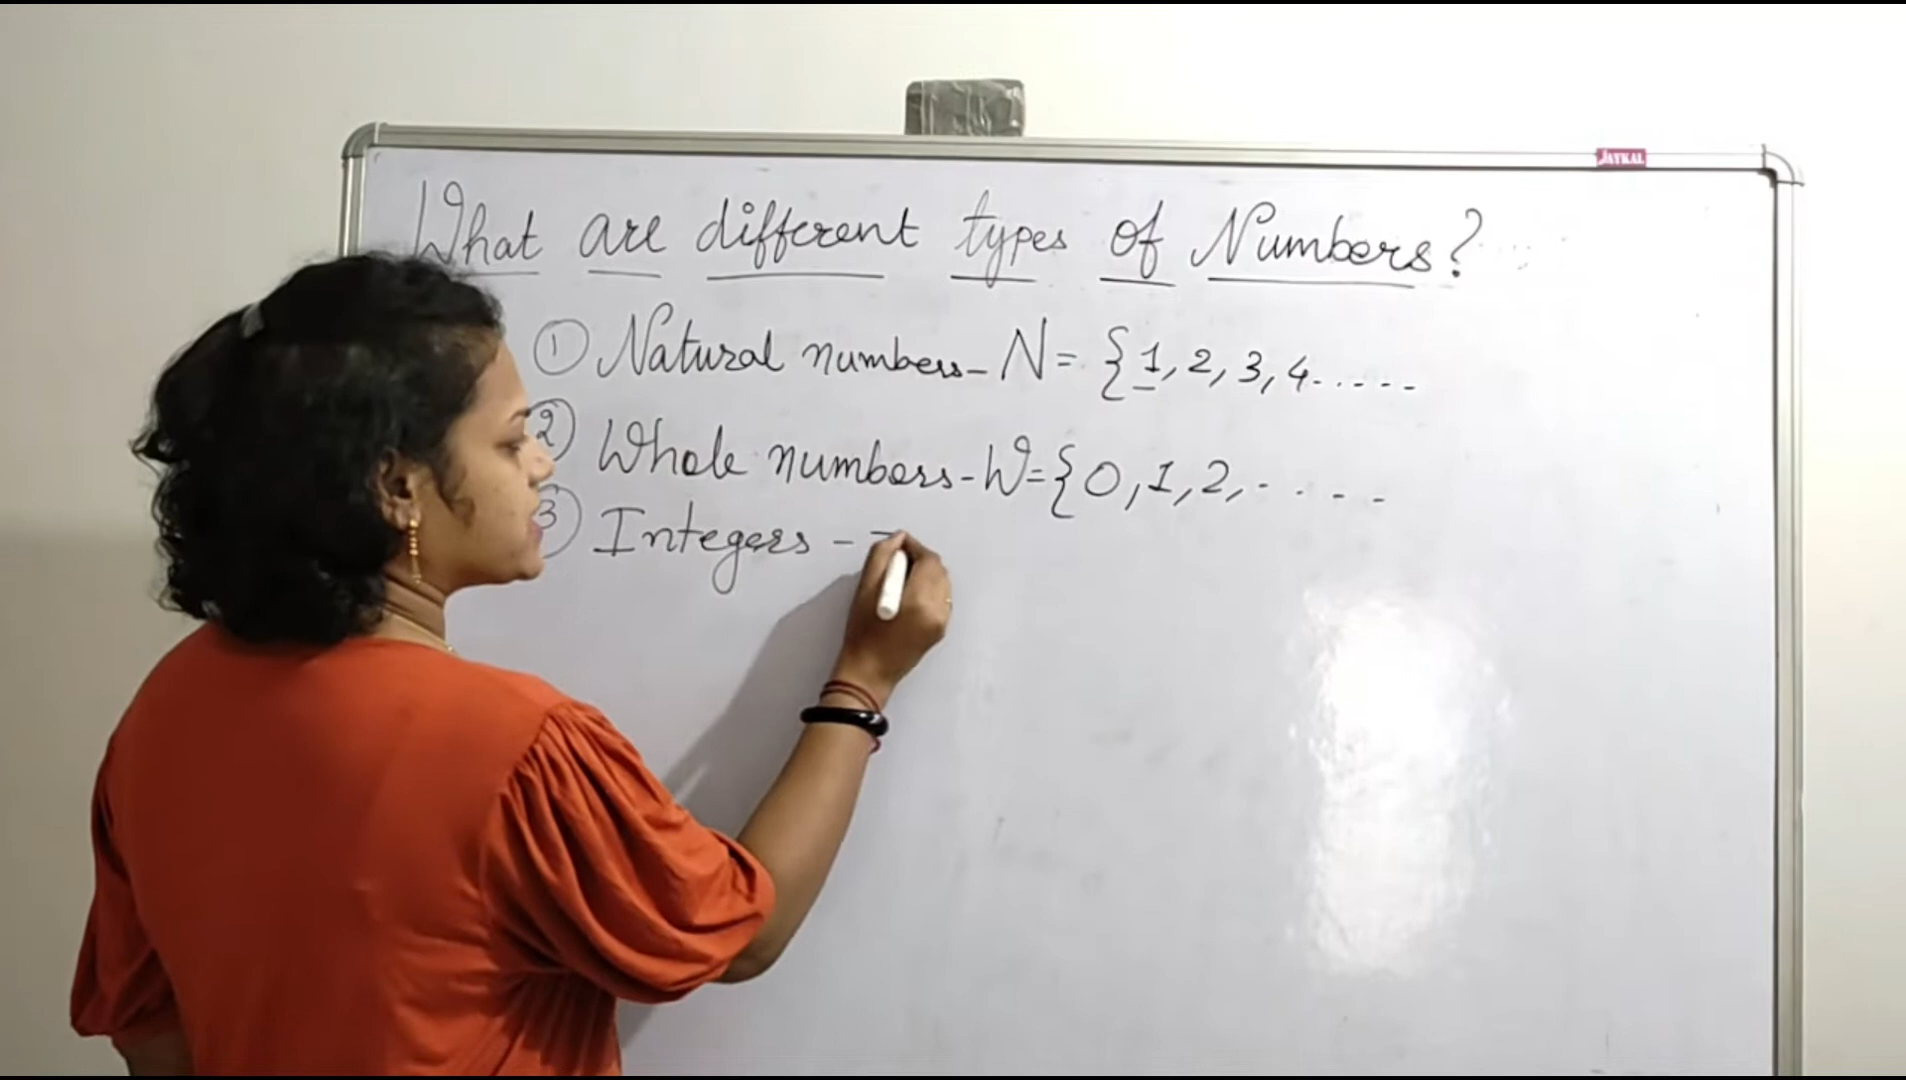 JAYKAL
What are different types of Numbers?
① Natural numbers - N = {1, 2, 3, 4.....
② Whole numbers - W = {0, 1, 2, .....
③ Integers -